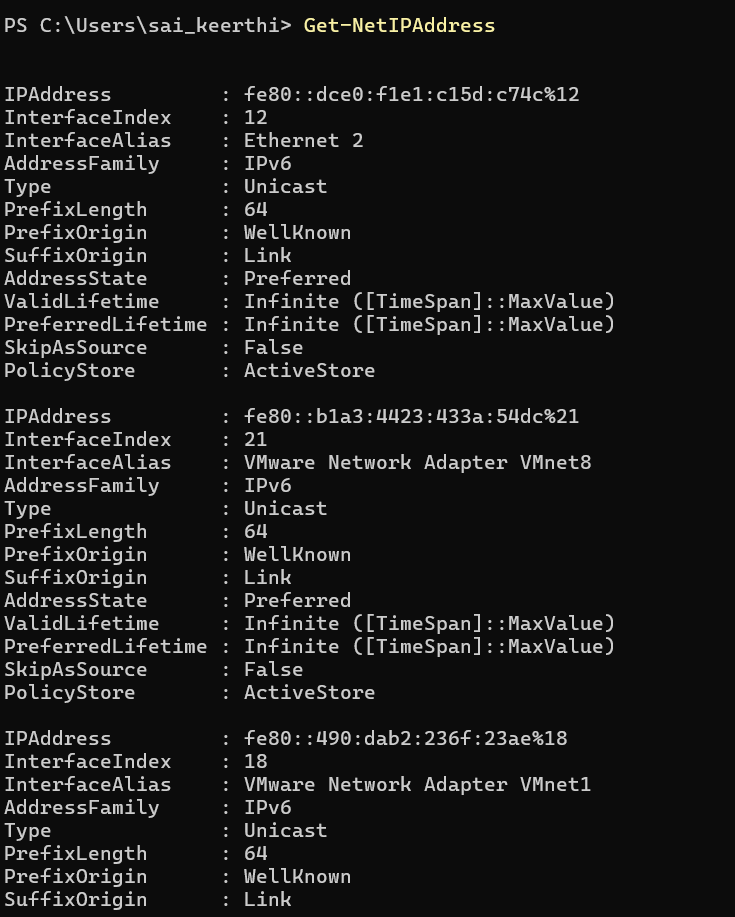 PS C:\Users\sai_keerthi> Get-NetIPAddress
IPAddress         : fe80::dce0:f1e1:c15d:c74c%12
InterfaceIndex    : 12
InterfaceAlias    : Ethernet 2
AddressFamily     : IPv6
Type              : Unicast
PrefixLength      : 64
PrefixOrigin      : WellKnown
SuffixOrigin      : Link
AddressState      : Preferred
ValidLifetime     : Infinite ([TimeSpan]::MaxValue)
PreferredLifetime : Infinite ([TimeSpan]::MaxValue)
SkipAsSource      : False
PolicyStore       : ActiveStore
IPAddress         : fe80::b1a3:4423:433a:54dc%21
InterfaceIndex    : 21
InterfaceAlias    : VMware Network Adapter VMnet8
AddressFamily     : IPv6
Type              : Unicast
PrefixLength      : 64
PrefixOrigin      : WellKnown
SuffixOrigin      : Link
AddressState      : Preferred
ValidLifetime     : Infinite ([TimeSpan]::MaxValue)
PreferredLifetime : Infinite ([TimeSpan]::MaxValue)
SkipAsSource      : False
PolicyStore       : ActiveStore
IPAddress         : fe80::490:dab2:236f:23ae%18
InterfaceIndex    : 18
InterfaceAlias    : VMware Network Adapter VMnet1
AddressFamily     : IPv6
Type              : Unicast
PrefixLength      : 64
PrefixOrigin      : WellKnown
SuffixOrigin      : Link